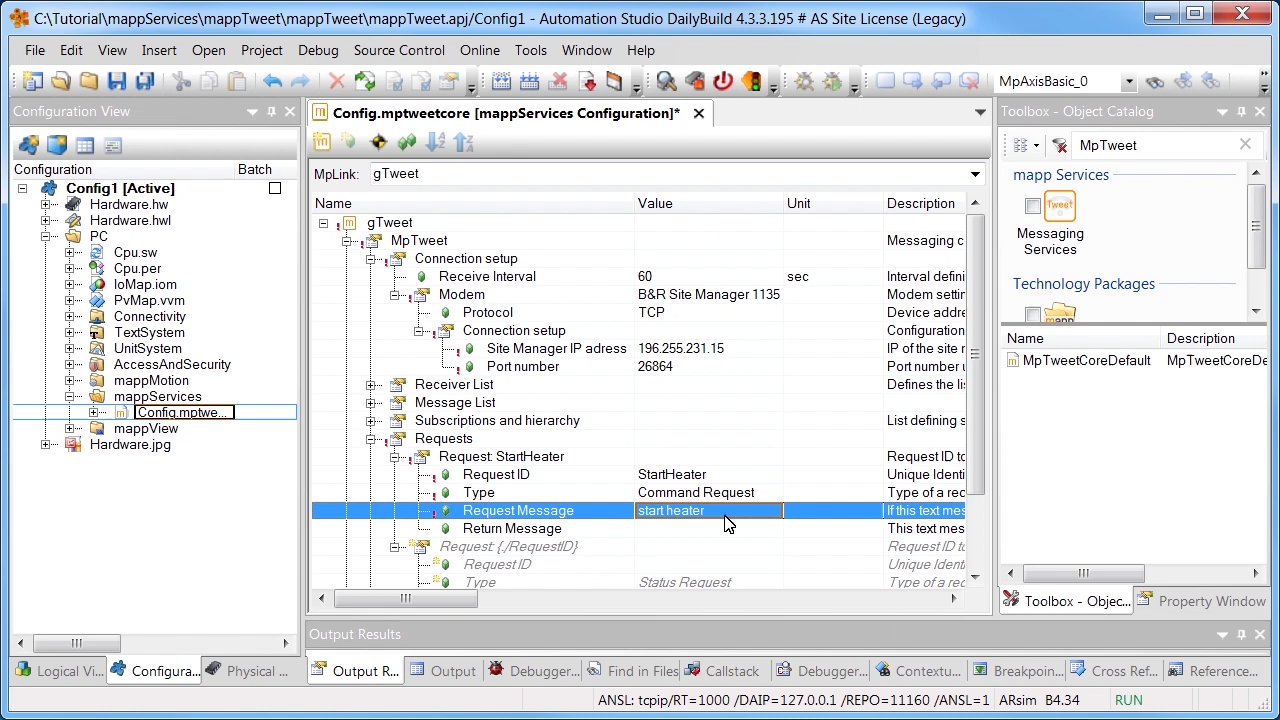 C:\Tutorial\mappServices\mappTweet\mappTweet\mappTweet.apj/Config1 - Automation Studio DailyBuild 4.3.3.195 # AS Site License (Legacy)
File Edit View Insert Open Project Debug Source Control Online Tools Window Help
MpAxisBasic_0
Configuration View
Config.mptweetcore [mappServices Configuration]*
Toolbox - Object Catalog
MpTweet
Configuration Batch
MpLink: gTweet
Config1 [Active]
Hardware.hw
Hardware.hwl
PC
Cpu.sw
Cpu.per
IoMap.iom
PvMap.vvm
Connectivity
TextSystem
UnitSystem
AccessAndSecurity
mappMotion
mappServices
Config.mptwe...
mappView
Hardware.jpg
Name Value Unit Description
gTweet
MpTweet Messaging c
Connection setup
Receive Interval 60 sec Interval defini
Modem B&R Site Manager 1135 Modem settir
Protocol TCP Device addre
Connection setup Configuration
Site Manager IP adress 196.255.231.15 IP of the site r
Port number 26864 Port number u
Receiver List Defines the li
Message List
Subscriptions and hierarchy List defining s
Requests
Request: StartHeater Request ID to
Request ID StartHeater Unique Identi
Type Command Request Type of a rec
Request Message start heater If this text mes
Return Message This text mes
Request: {./RequestID} Request ID to
Request ID Unique Identi
Type Status Request Type of a rec
mapp Services
Tweet
Messaging
Services
Technology Packages
mapp
Name Description
MpTweetCoreDefault MpTweetCoreDe
Toolbox - Objec... Property Window
Output Results
Logical Vi... Configura... Physical ...
Output R... Output Debugger... Find in Files Callstack Debugger... Contextu... Breakpoin... Cross Ref... Reference...
ANSL: tcpip/RT=1000 /DAIP=127.0.0.1 /REPO=11160 /ANSL=1 ARsim B4.34 RUN